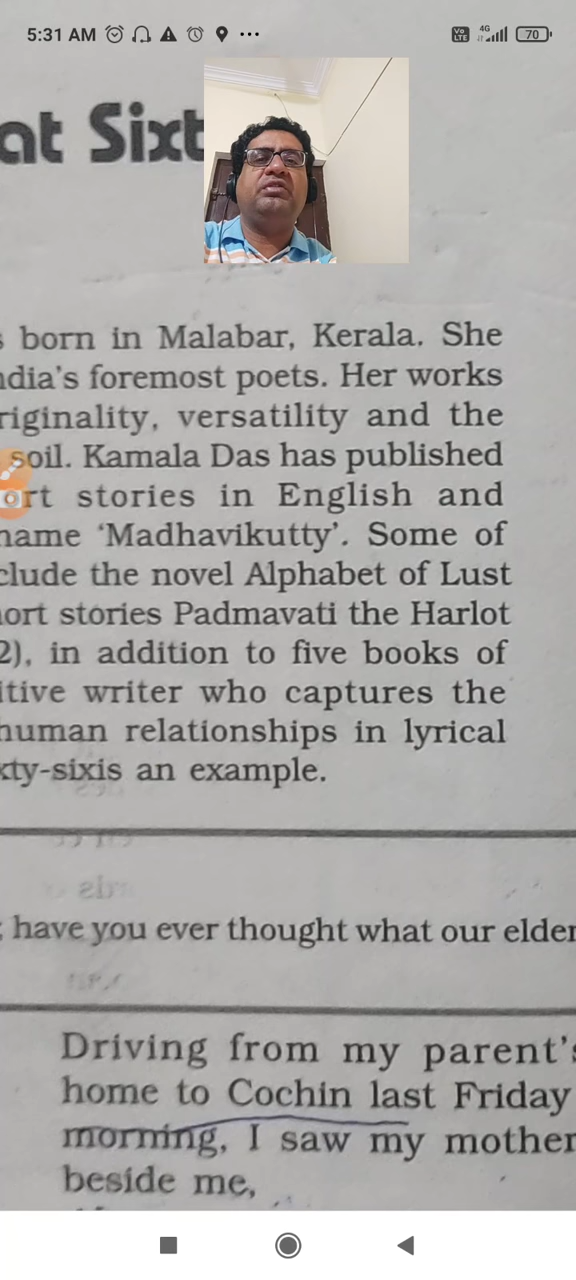 5:31 AM
Vo LTE 4G 70
at Sixt
born in Malabar, Kerala. She
ndia's foremost poets. Her works
riginality, versatility and the
soil. Kamala Das has published
ort stories in English and
name 'Madhavikutty'. Some of
clude the novel Alphabet of Lust
ort stories Padmavati the Harlot
2), in addition to five books of
itive writer who captures the
human relationships in lyrical
xty-sixis an example.
have you ever thought what our elder
Driving from my parent's
home to Cochin last Friday
morning, I saw my mother
beside me,